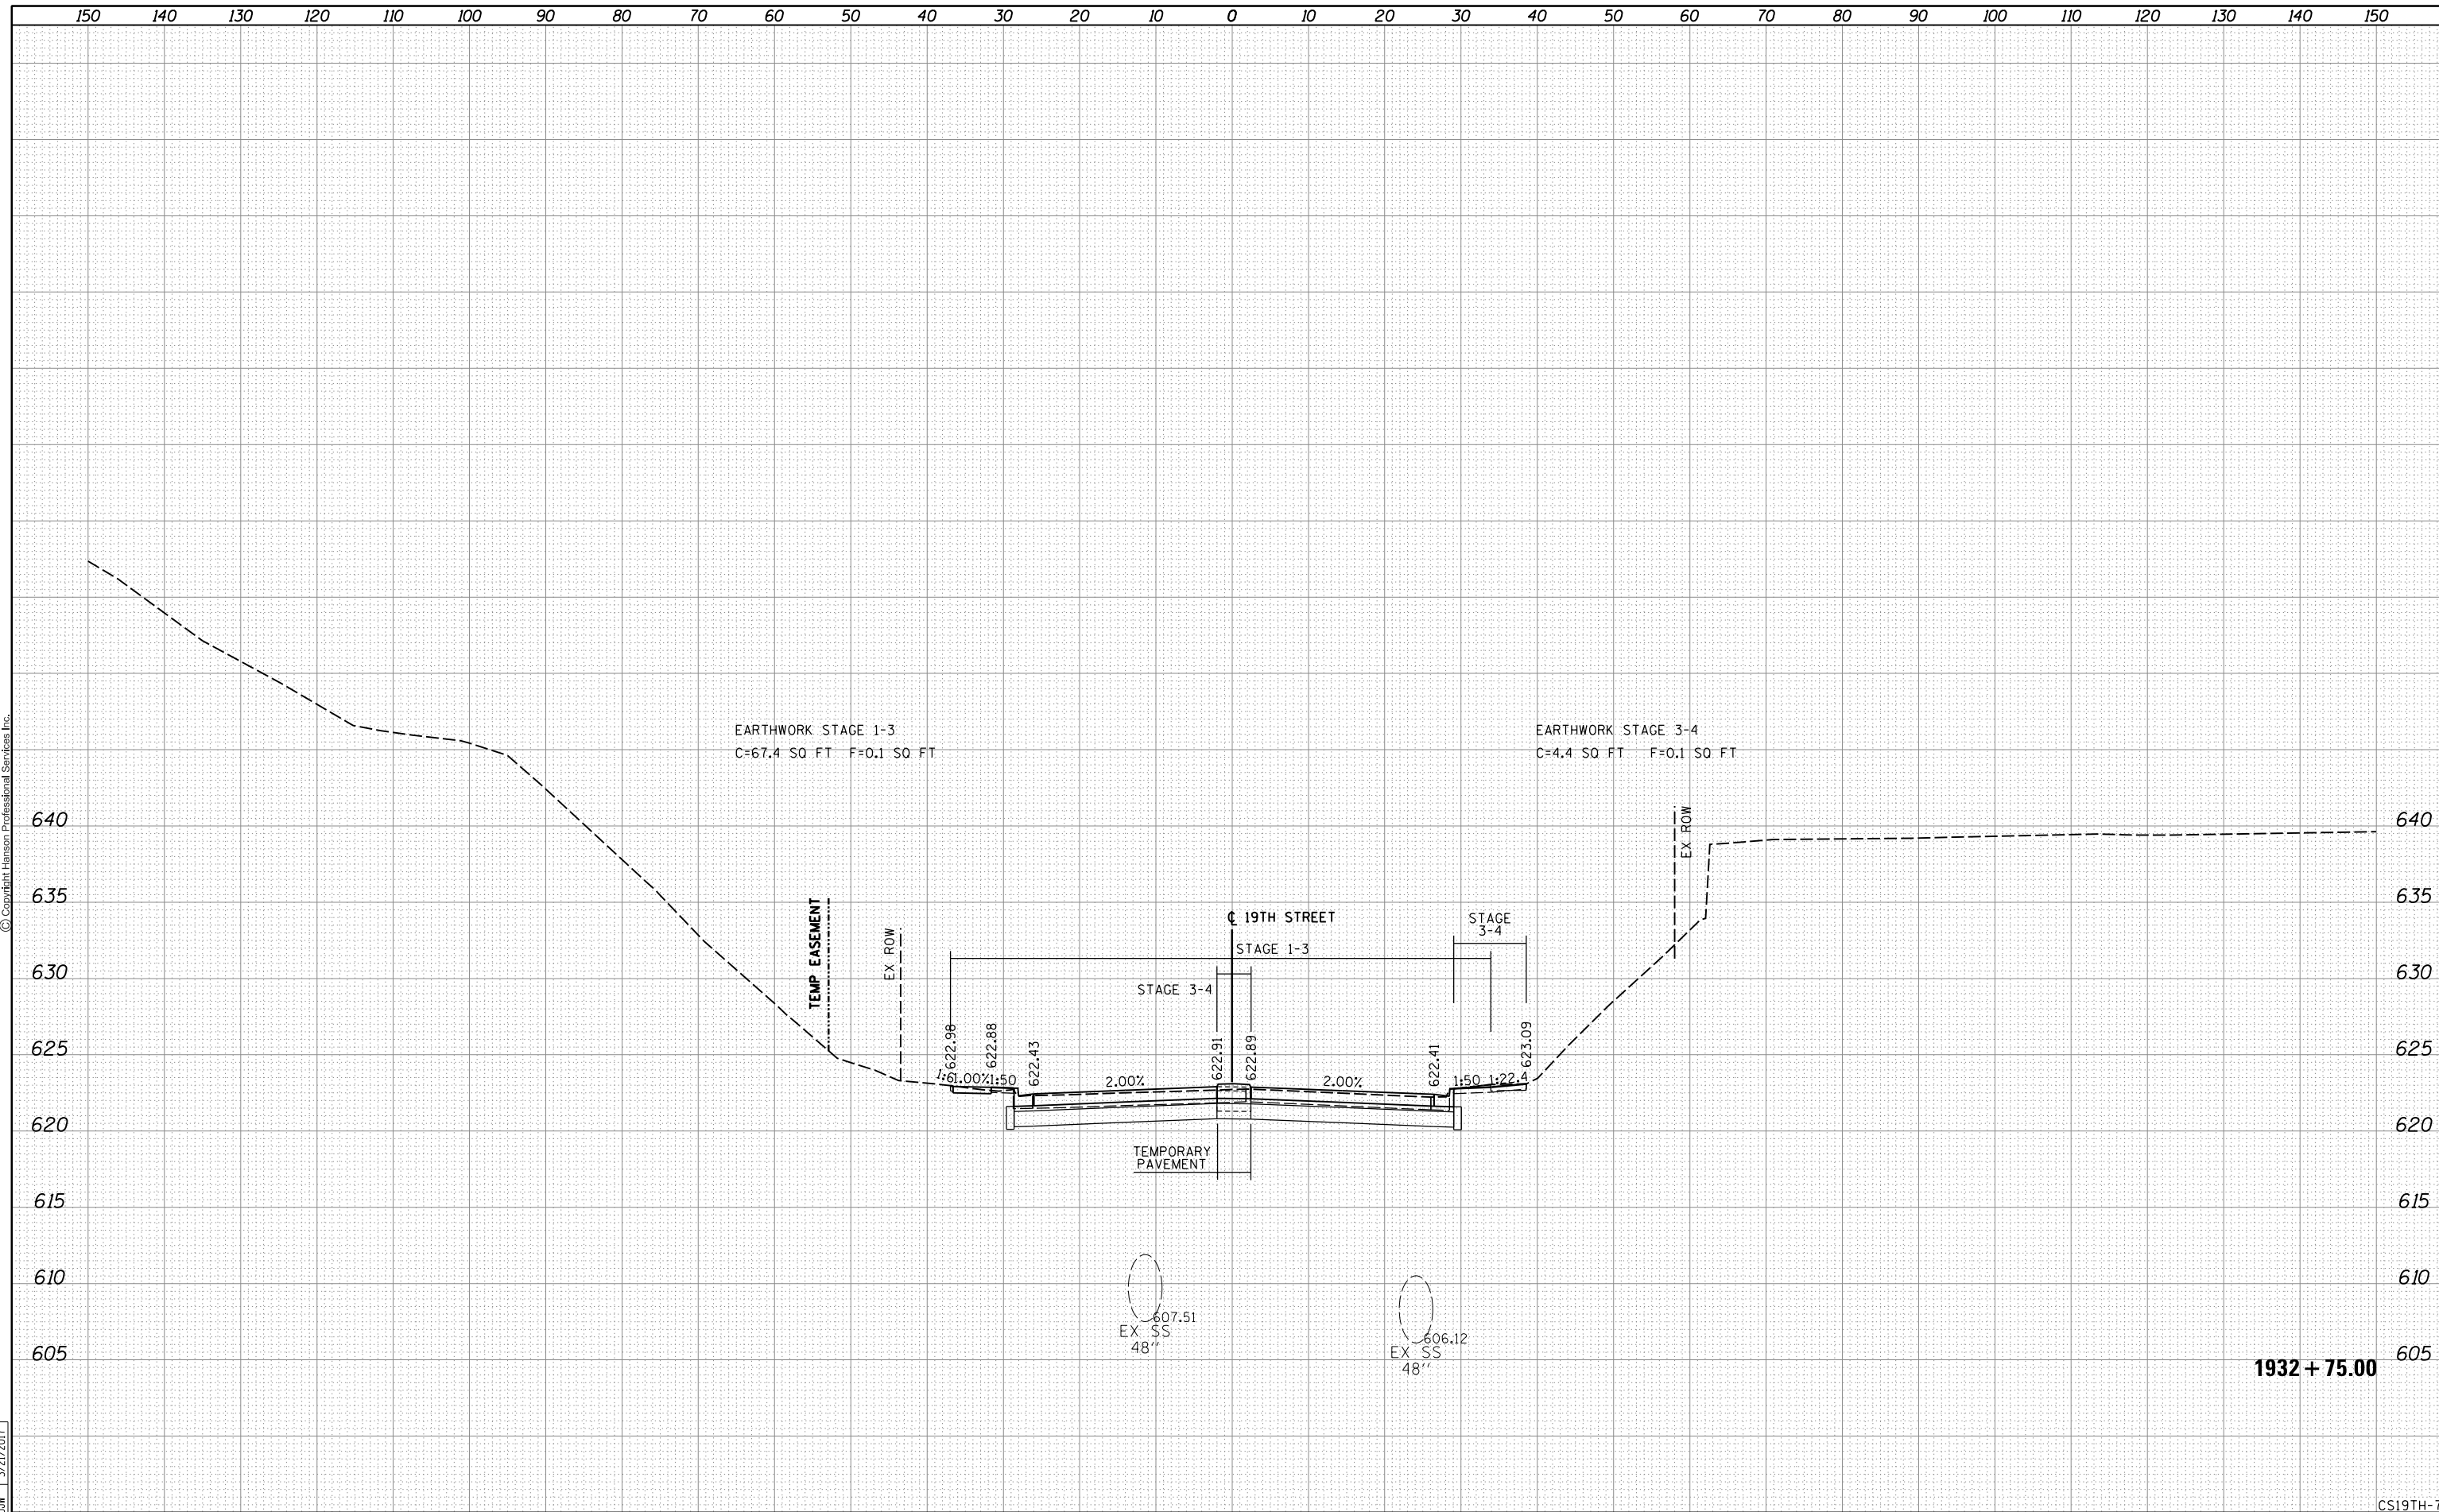 150 140 130 120 110 100 90 80 70 60 50 40 30 20 10 0 10 20 30 40 50 60 70 80 90 100 110 120 130 140 150
© Copyright Hanson Professional Services Inc.
EARTHWORK STAGE 1-3
C=67.4 SQ FT F=0.1 SQ FT
EARTHWORK STAGE 3-4
C=4.4 SQ FT F=0.1 SQ FT
640 640
635 635
630 630
625 625
620 620
615 615
610 610
605 605
TEMP EASEMENT
EX ROW
EX ROW
℄ 19TH STREET
STAGE 1-3
STAGE
3-4
STAGE 3-4
622.98
622.88
622.43
622.91
622.89
622.41
623.09
1:6 1.00% 1:50 2.00% 2.00% 1:50 1:22.4
TEMPORARY
PAVEMENT
607.51
EX SS
48''
606.12
EX SS
48''
1932+75.00